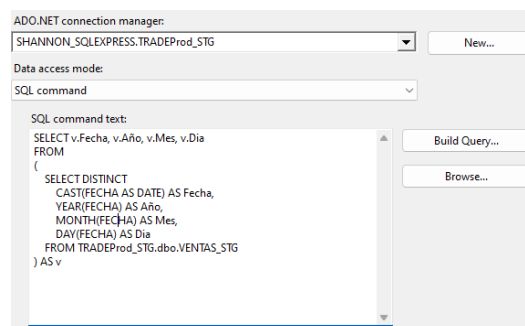 ADO.NET connection manager:
SHANNON_SQLEXPRESS.TRADEProd_STG
New...
Data access mode:
SQL command
SQL command text:
SELECT v.Fecha, v.Año, v.Mes, v.Dia
FROM
(
SELECT DISTINCT
CAST(FECHA AS DATE) AS Fecha,
YEAR(FECHA) AS Año,
MONTH(FECHA) AS Mes,
DAY(FECHA) AS Dia
FROM TRADEProd_STG.dbo.VENTAS_STG
) AS v
Build Query...
Browse...